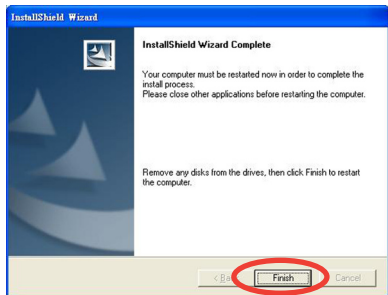 InstallShield Wizard
InstallShield Wizard Complete
Your computer must be restarted now in order to complete the
install process.
Please close other applications before restarting the computer.
Remove any disks from the drives, then click Finish to restart
the computer.
< Ba
Finish
Cancel